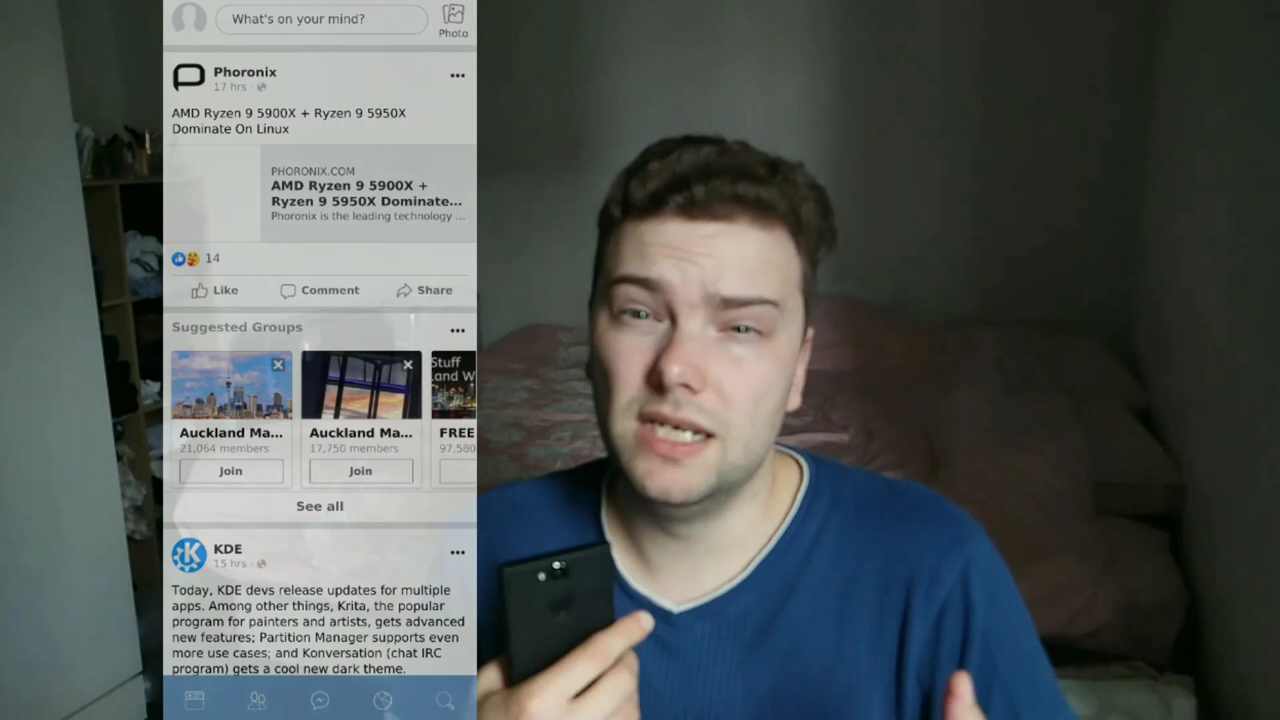 What's on your mind?
Photo
Phoronix
17 hrs ·
AMD Ryzen 9 5900X + Ryzen 9 5950X
Dominate On Linux
PHORONIX.COM
AMD Ryzen 9 5900X +
Ryzen 9 5950X Dominate...
Phoronix is the leading technology ...
14
Like Comment Share
Suggested Groups
Stuff
and W
Auckland Ma... Auckland Ma... FREE
21,064 members 17,750 members 97,580
Join Join
See all
KDE
15 hrs ·
Today, KDE devs release updates for multiple
apps. Among other things, Krita, the popular
program for painters and artists, gets advanced
new features; Partition Manager supports even
more use cases; and Konversation (chat IRC
program) gets a cool new dark theme.